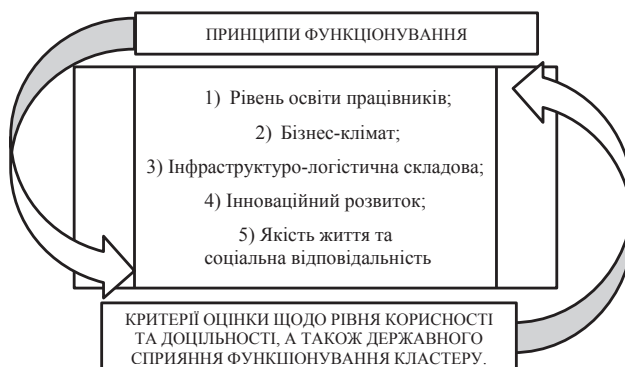 ПРИНЦИПИ ФУНКЦІОНУВАННЯ
1) Рівень освіти працівників;
2) Бізнес-клімат;
3) Інфраструктуро-логістична складова;
4) Інноваційний розвиток;
5) Якість життя та
соціальна відповідальність
КРИТЕРІЇ ОЦІНКИ ЩОДО РІВНЯ КОРИСНОСТІ
ТА ДОЦІЛЬНОСТІ, А ТАКОЖ ДЕРЖАВНОГО
СПРИЯННЯ ФУНКЦІОНУВАННЯ КЛАСТЕРУ.